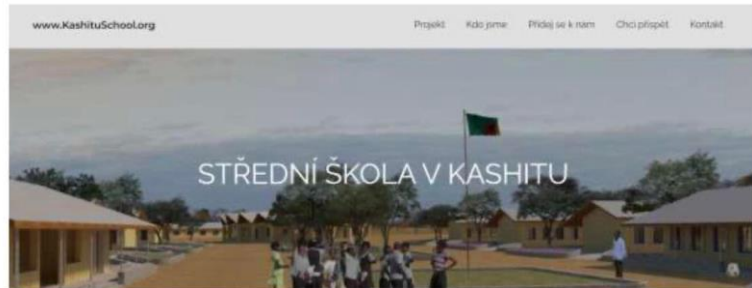 www.KashituSchool.org
Projekt Kdo jsme Přidej se k nám Chci přispět Kontakt
STŘEDNÍ ŠKOLA V KASHITU